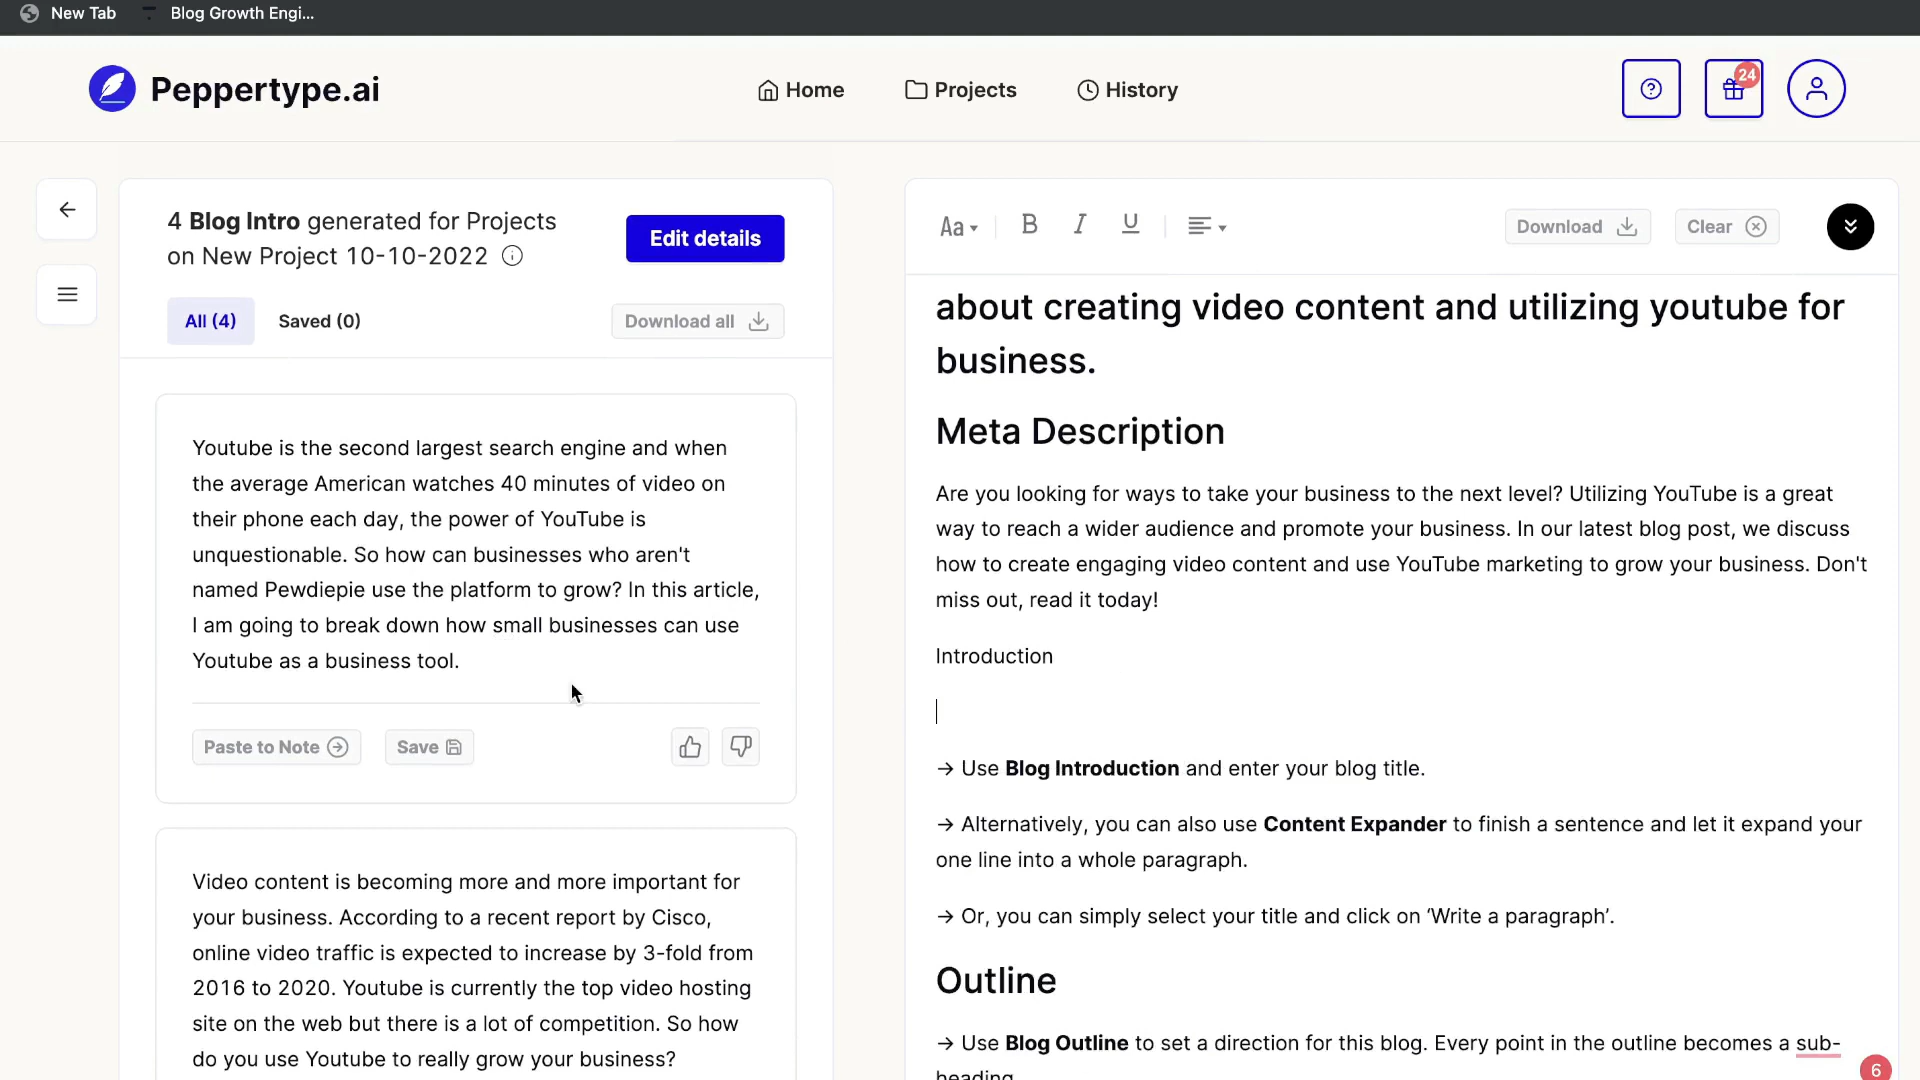 New Tab
Blog Growth Engi...
Peppertype.ai
Home
Projects
History
24
4 Blog Intro generated for Projects
on New Project 10-10-2022
Edit details
All (4)
Saved (0)
Download all
Youtube is the second largest search engine and when
the average American watches 40 minutes of video on
their phone each day, the power of YouTube is
unquestionable. So how can businesses who aren't
named Pewdiepie use the platform to grow? In this article,
I am going to break down how small businesses can use
Youtube as a business tool.
Paste to Note
Save
Video content is becoming more and more important for
your business. According to a recent report by Cisco,
online video traffic is expected to increase by 3-fold from
2016 to 2020. Youtube is currently the top video hosting
site on the web but there is a lot of competition. So how
do you use Youtube to really grow your business?
Aa
B
I
U
Download
Clear
about creating video content and utilizing youtube for
business.
Meta Description
Are you looking for ways to take your business to the next level? Utilizing YouTube is a great
way to reach a wider audience and promote your business. In our latest blog post, we discuss
how to create engaging video content and use YouTube marketing to grow your business. Don't
miss out, read it today!
Introduction
→ Use Blog Introduction and enter your blog title.
→ Alternatively, you can also use Content Expander to finish a sentence and let it expand your
one line into a whole paragraph.
→ Or, you can simply select your title and click on ‘Write a paragraph’.
Outline
→ Use Blog Outline to set a direction for this blog. Every point in the outline becomes a sub-
heading.
6